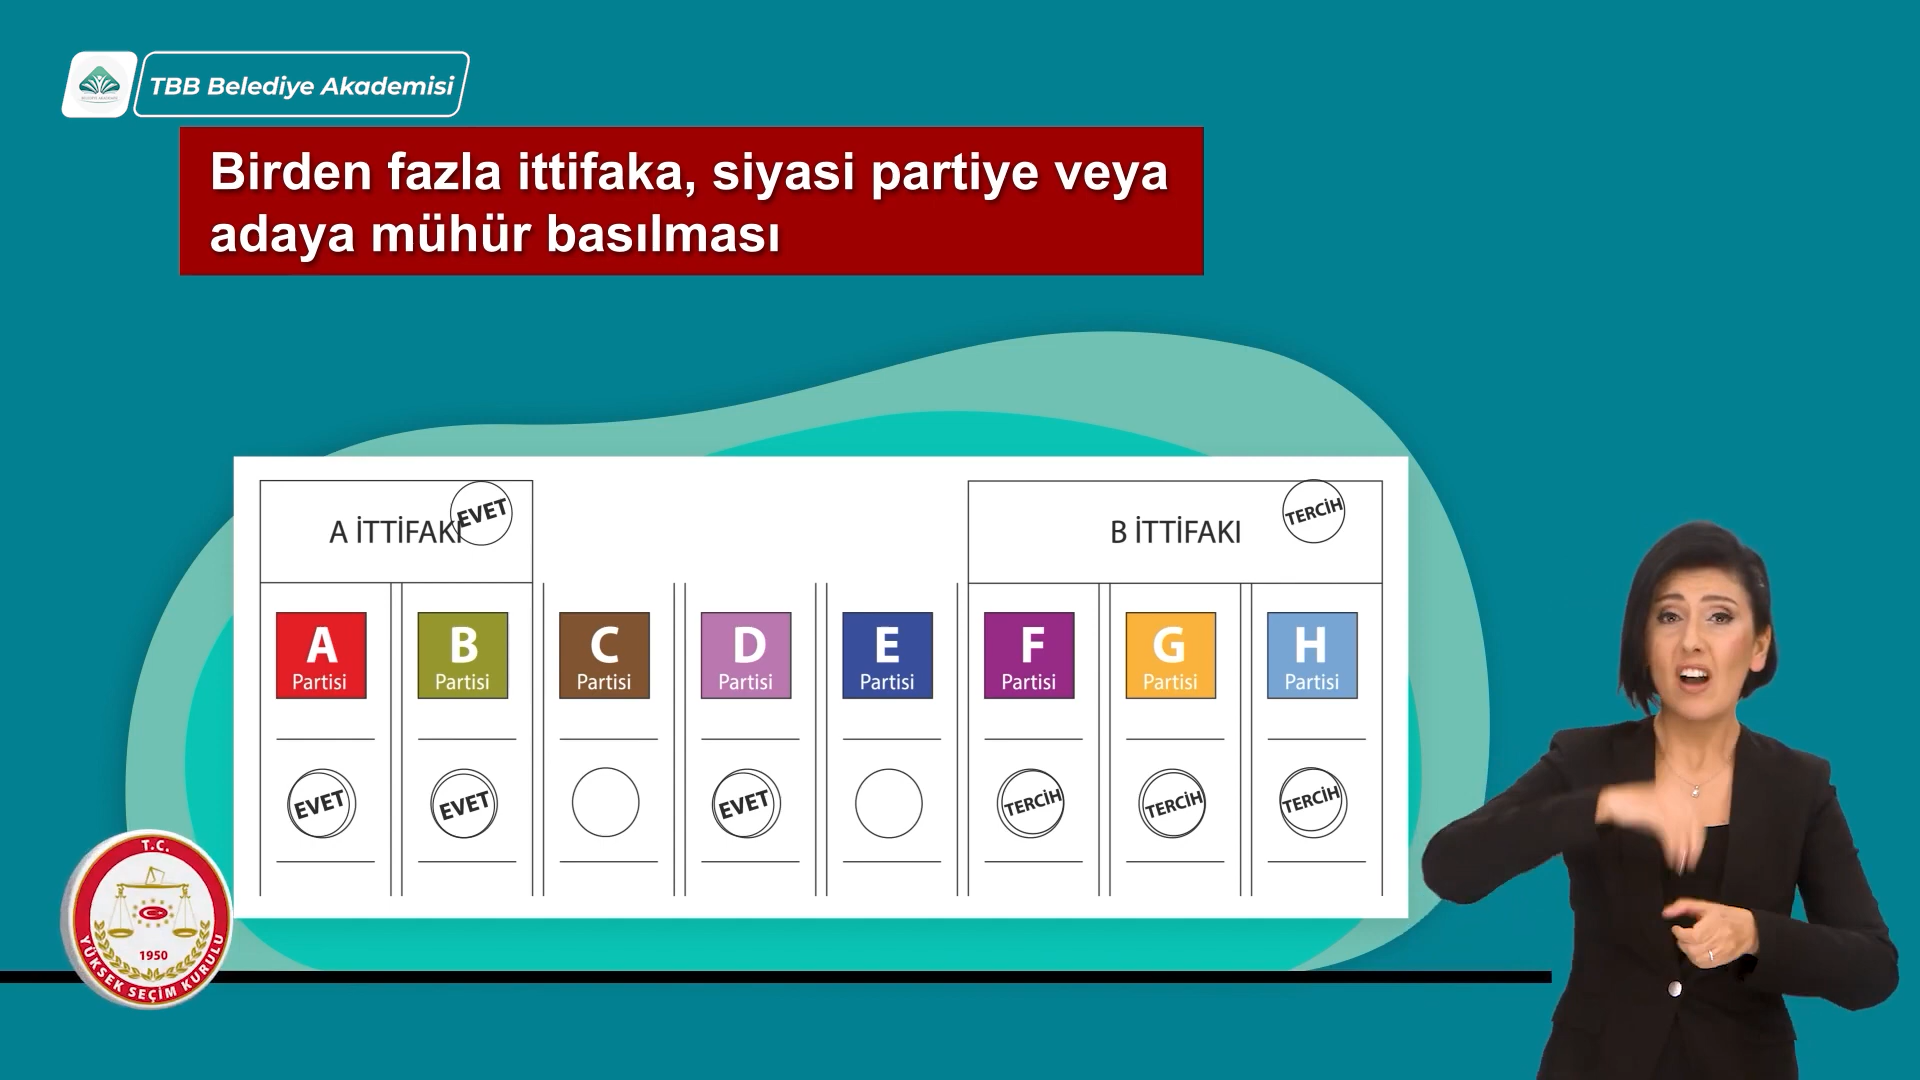 TBB Belediye Akademisi
Birden fazla ittifaka, siyasi partiye veya
adaya mühür basılması
A İTTİFAKI EVET
B İTTİFAKI TERCİH
A B C D E F G H
Partisi Partisi Partisi Partisi Partisi Partisi Partisi Partisi
EVET EVET EVET TERCİH TERCİH TERCİH
T.C.
1950
YÜKSEK SEÇİM KURULU